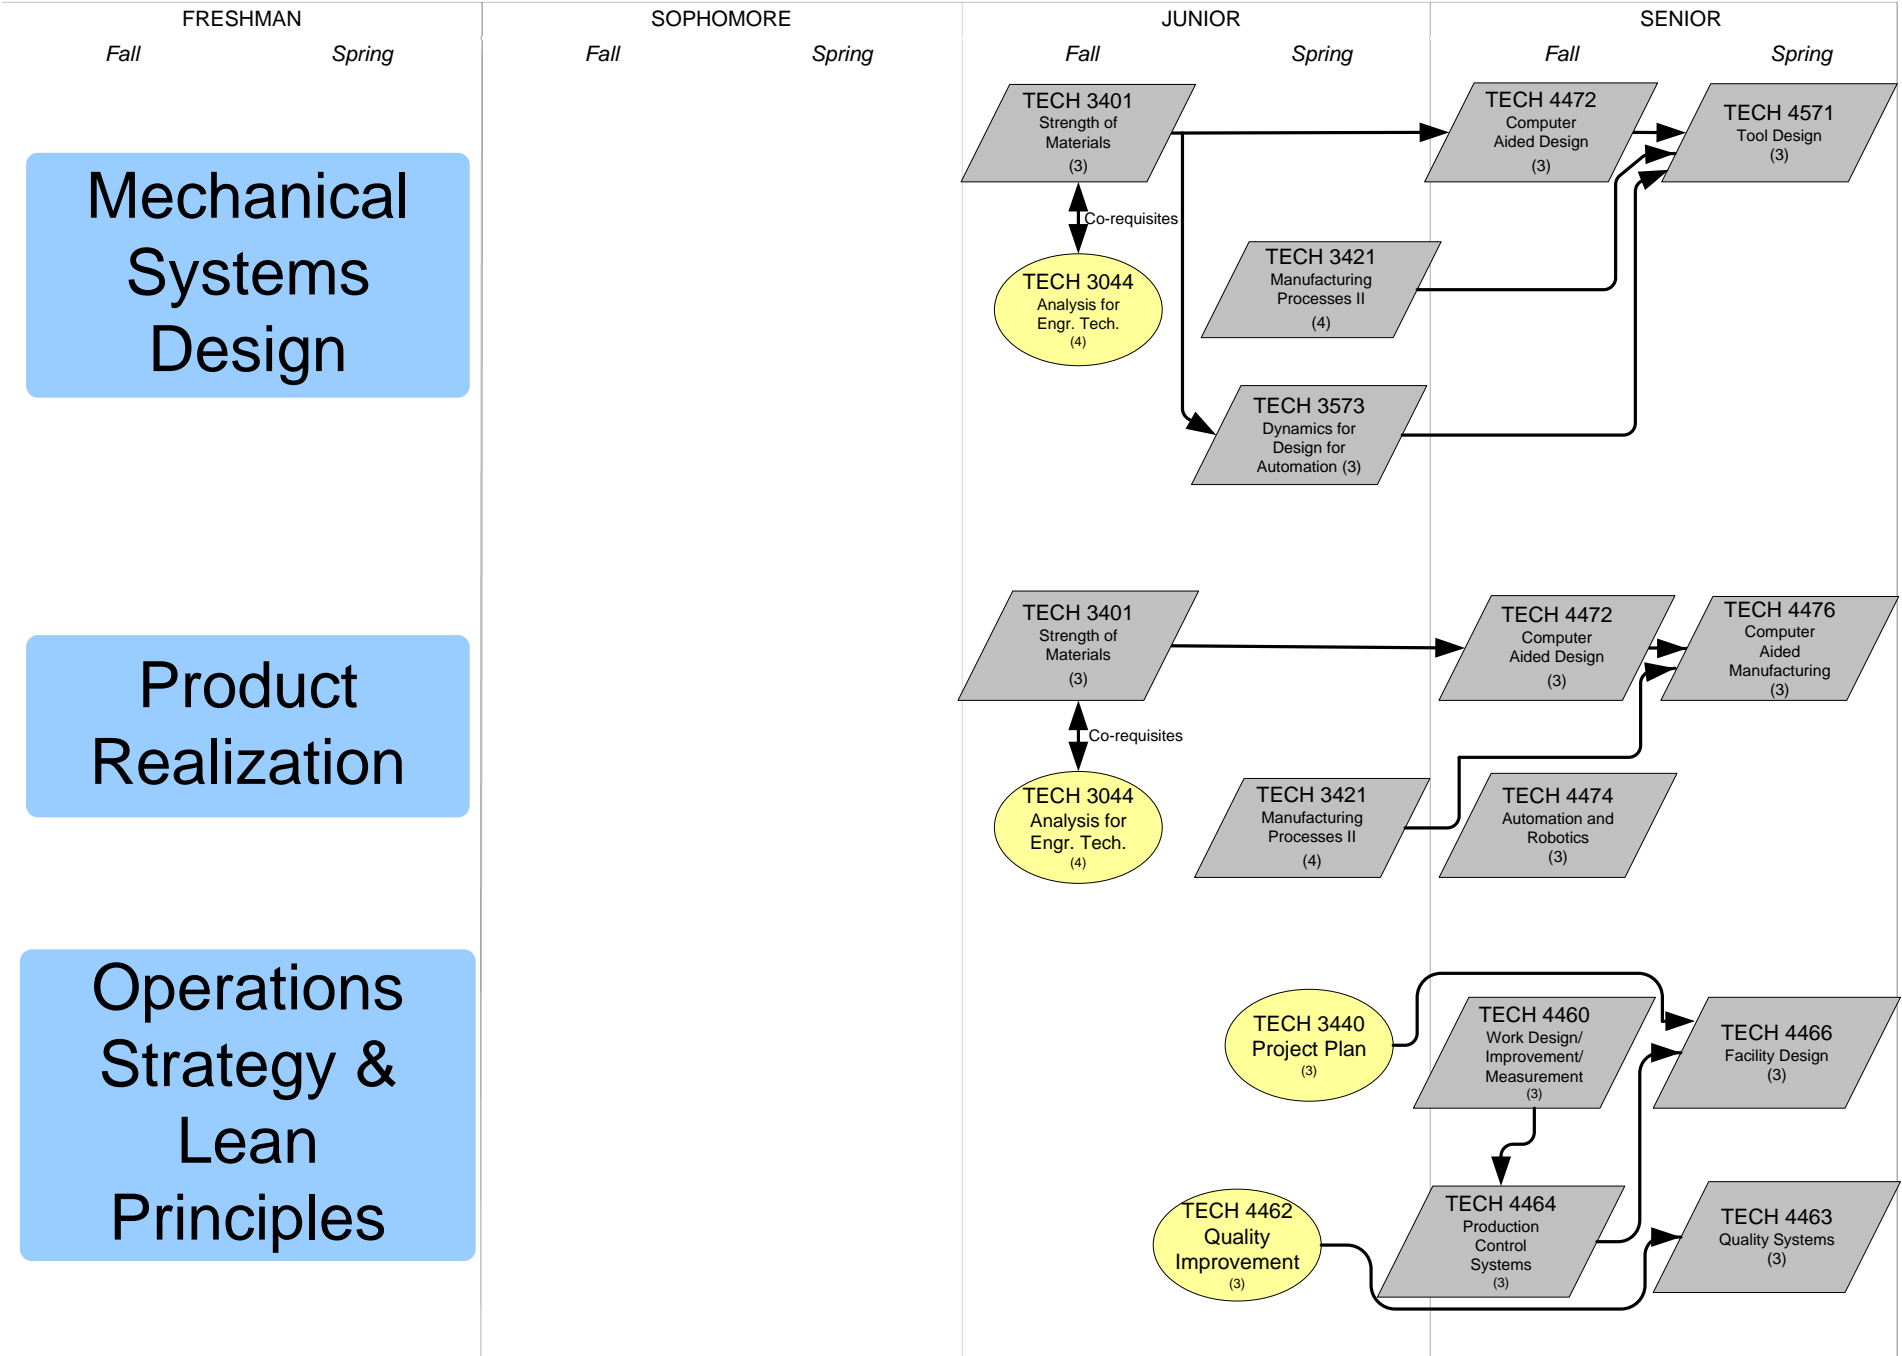 FRESHMAN
SOPHOMORE
JUNIOR
SENIOR
Fall
Spring
Fall
Spring
Fall
Spring
Fall
Spring
Mechanical
Systems
Design
TECH 3401
Strength of
Materials
(3)
Co-requisites
TECH 3044
Analysis for
Engr. Tech.
(4)
TECH 3421
Manufacturing
Processes II
(4)
TECH 3573
Dynamics for
Design for
Automation (3)
TECH 4472
Computer
Aided Design
(3)
TECH 4571
Tool Design
(3)
Product
Realization
TECH 3401
Strength of
Materials
(3)
Co-requisites
TECH 3044
Analysis for
Engr. Tech.
(4)
TECH 3421
Manufacturing
Processes II
(4)
TECH 4472
Computer
Aided Design
(3)
TECH 4474
Automation and
Robotics
(3)
TECH 4476
Computer
Aided
Manufacturing
(3)
Operations
Strategy &
Lean
Principles
TECH 3440
Project Plan
(3)
TECH 4462
Quality
Improvement
(3)
TECH 4460
Work Design/
Improvement/
Measurement
(3)
TECH 4464
Production
Control
Systems
(3)
TECH 4466
Facility Design
(3)
TECH 4463
Quality Systems
(3)